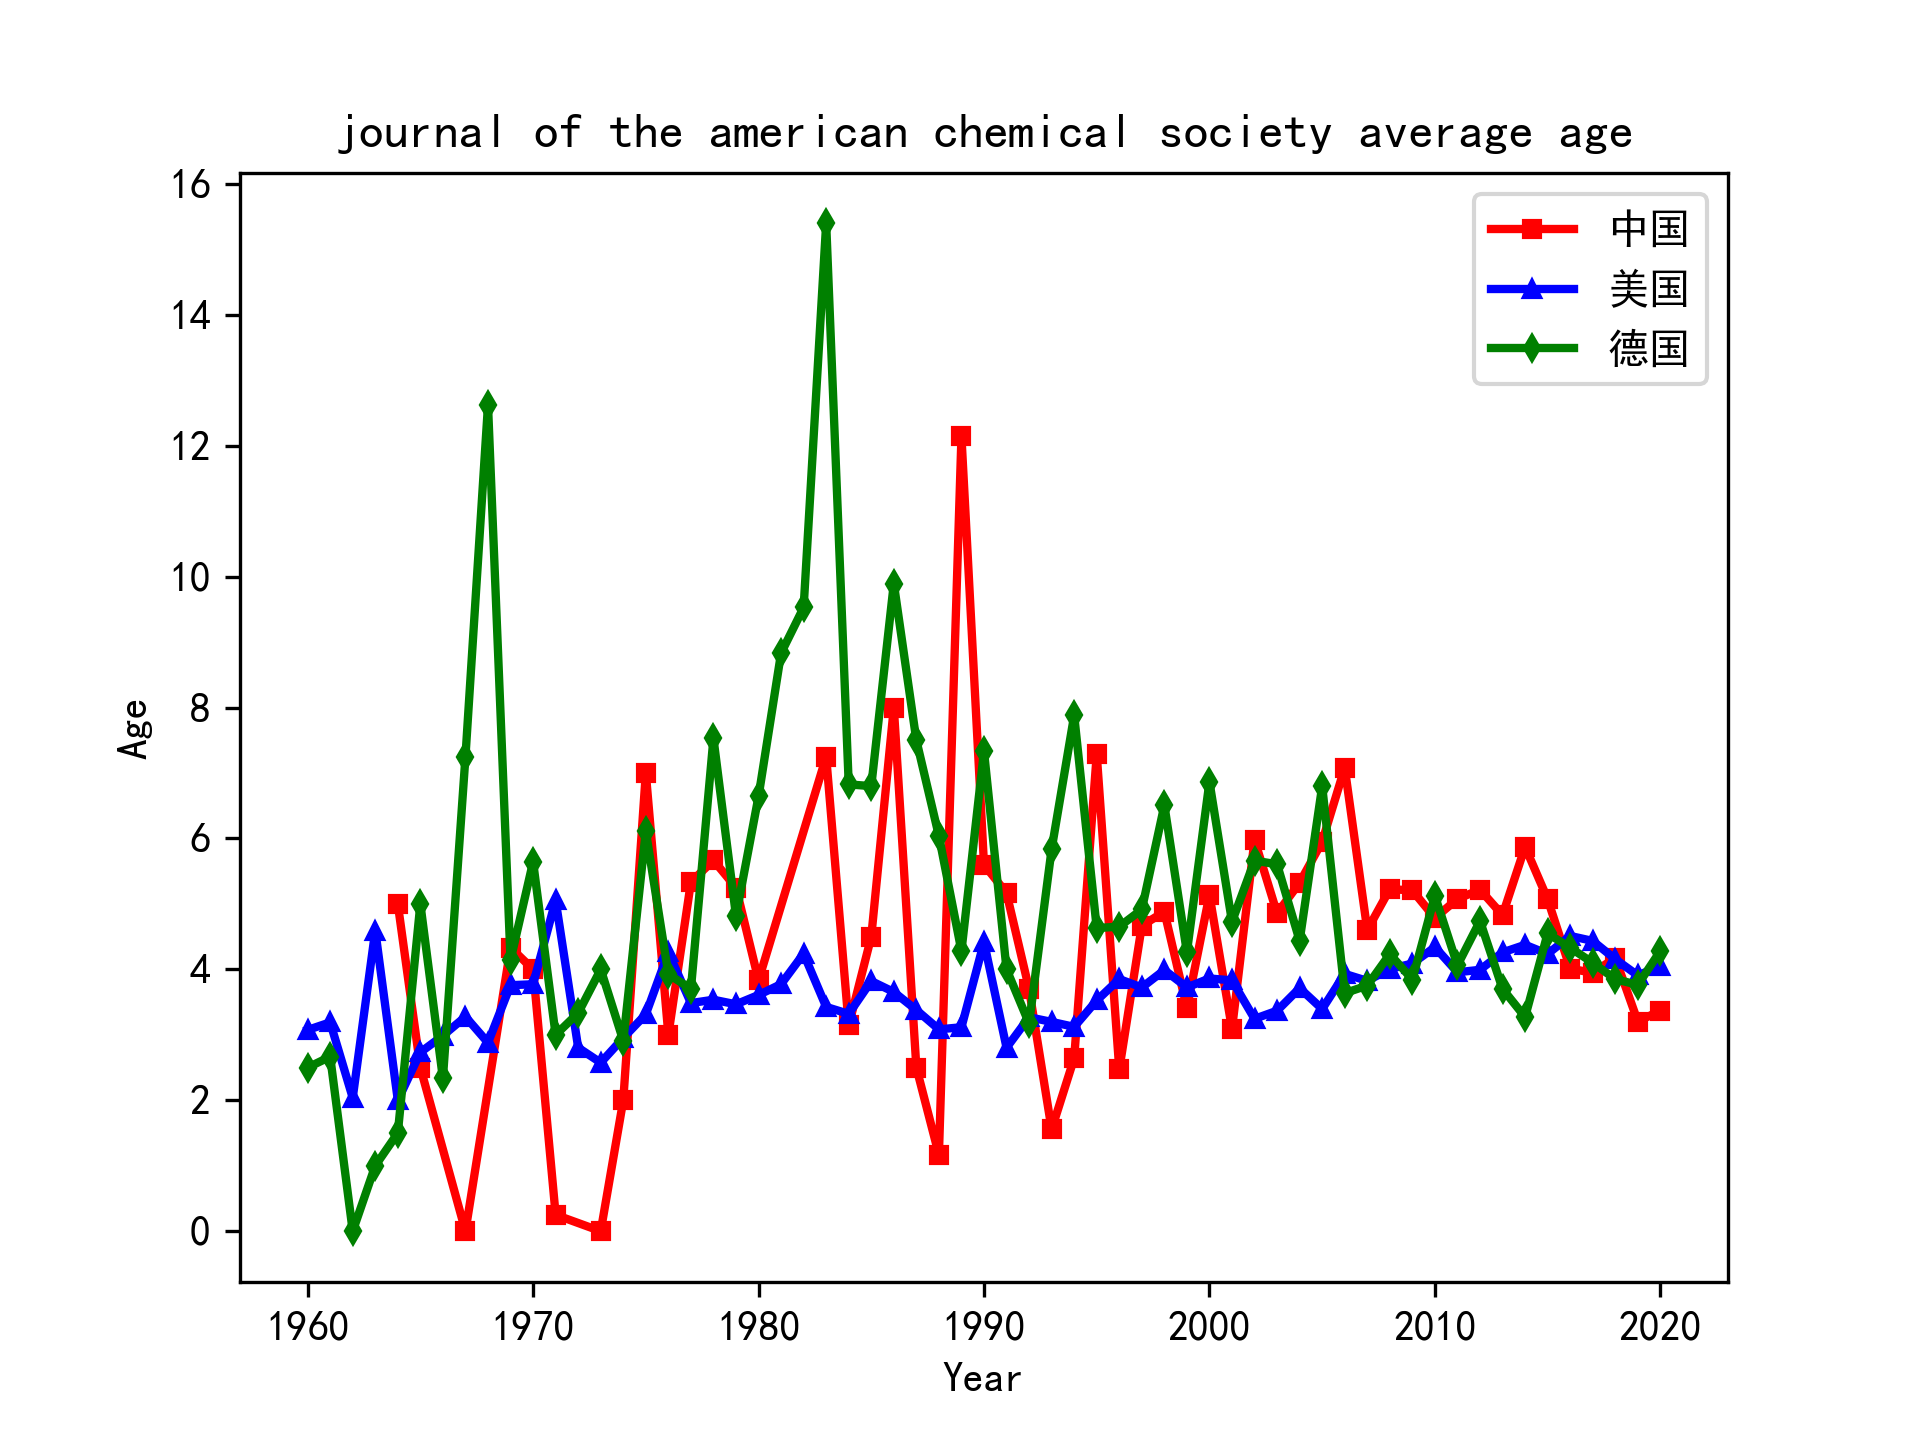 journal of the american chemical society average age
16
14
12
10
8
6
4
2
0
Age
中国
美国
德国
1960 1970 1980 1990 2000 2010 2020
Year